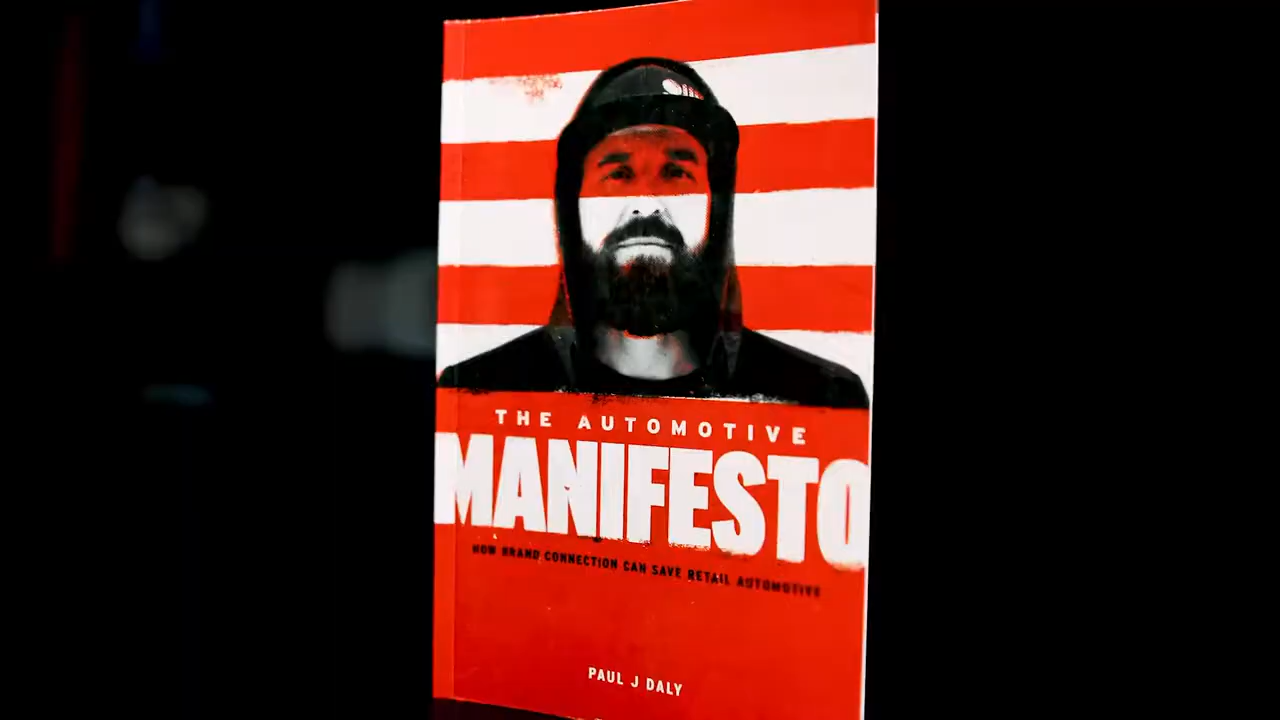 THE AUTOMOTIVE
MANIFESTO
HOW BRAND CONNECTION CAN SAVE RETAIL AUTOMOTIVE
PAUL J DALY